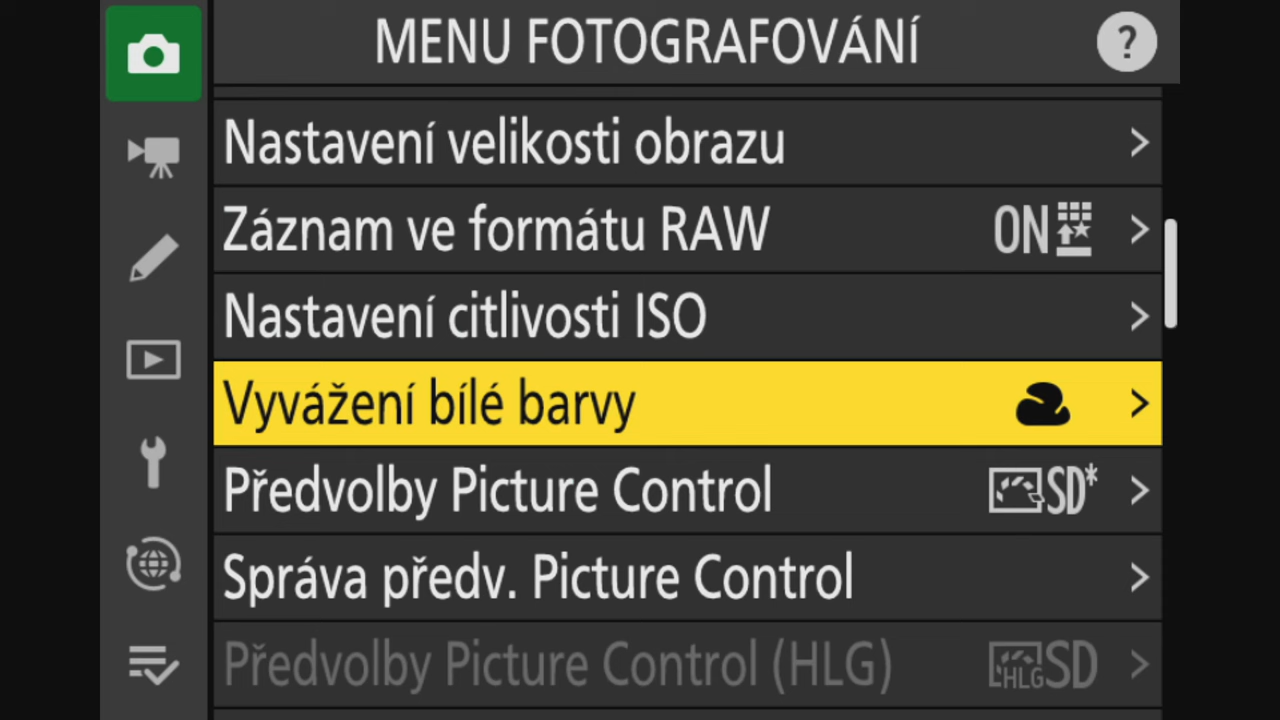 MENU FOTOGRAFOVÁNÍ ?
Nastavení velikosti obrazu
Záznam ve formátu RAW ON
Nastavení citlivosti ISO
Vyvážení bílé barvy
Předvolby Picture Control SD*
Správa předv. Picture Control
Předvolby Picture Control (HLG) HLG SD